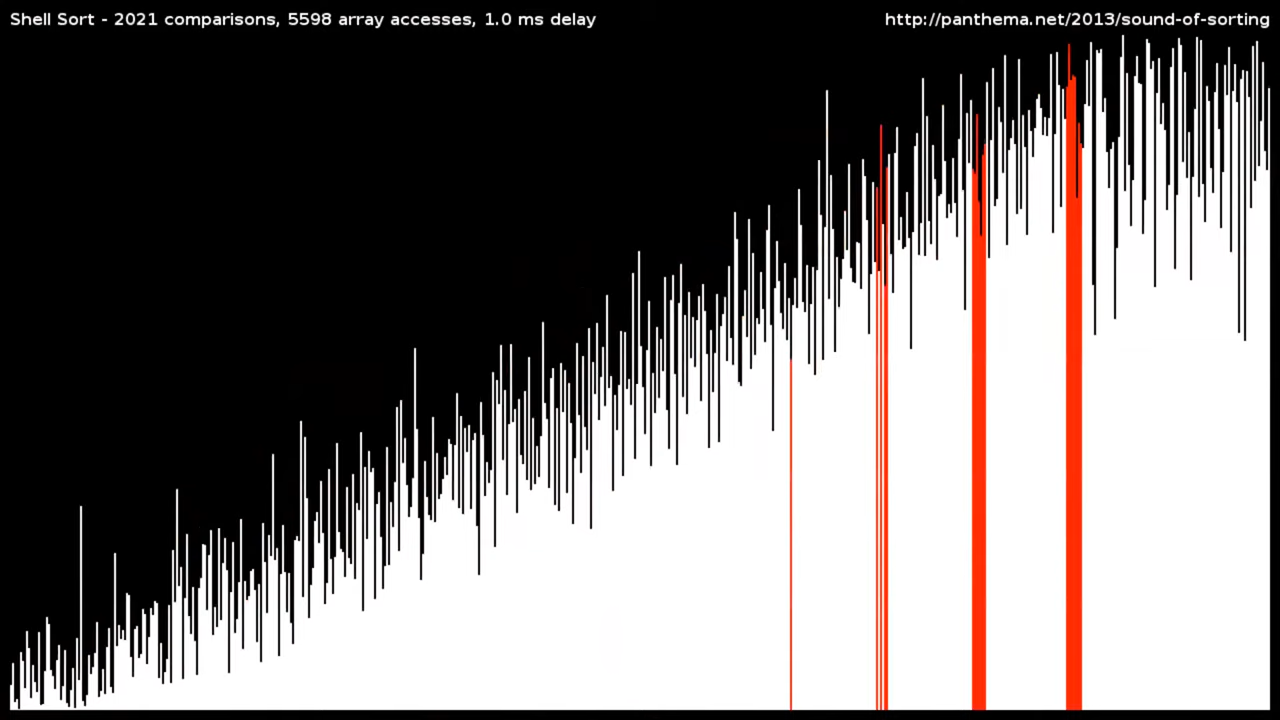 Shell Sort - 2021 comparisons, 5598 array accesses, 1.0 ms delay
http://panthema.net/2013/sound-of-sorting